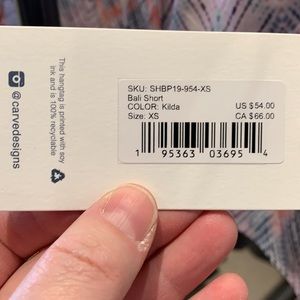 SKU: SHBP19-954-XS
Bali Short
COLOR: Kilda US $54.00
Size: XS CA $66.00
1 95363 03695 4
This hangtag is printed with soy
ink and is 100% recyclable
@carvedesigns